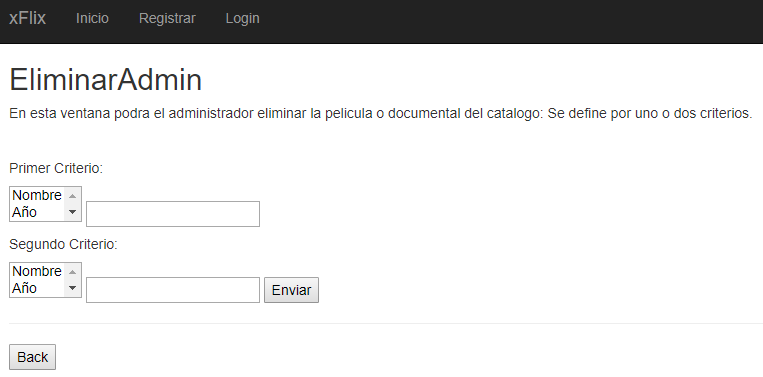 xFlix Inicio Registrar Login
EliminarAdmin
En esta ventana podra el administrador eliminar la pelicula o documental del catalogo: Se define por uno o dos criterios.
Primer Criterio:
Nombre
Año
Segundo Criterio:
Nombre
Año
Enviar
Back